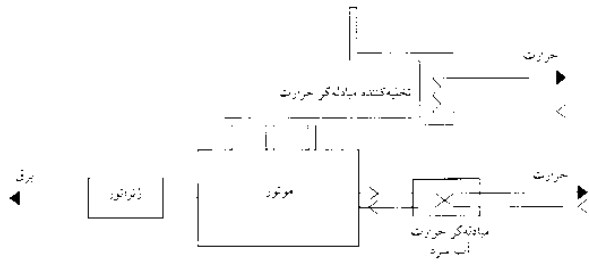 حرارت
تخلیه‌کننده مبادله‌گر حرارت
برق
ژنراتور
موتور
حرارت
مبادله‌گر حرارت
آب سرد